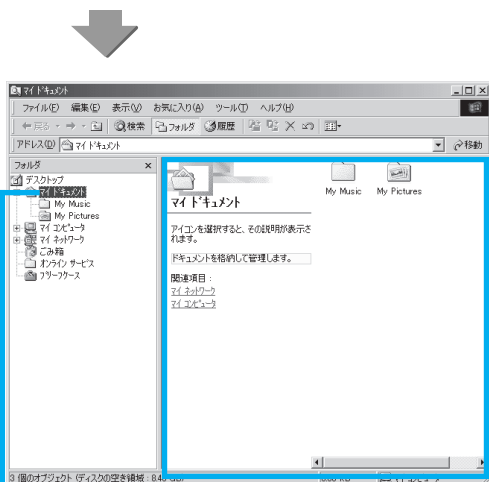 マイ ドキュメント
ファイル(F) 編集(E) 表示(V) お気に入り(A) ツール(T) ヘルプ(H)
戻る 検索 フォルダ 履歴
アドレス(D) マイ ドキュメント 移動
フォルダ ×
デスクトップ
マイ ドキュメント
My Music
My Pictures
マイ コンピュータ
マイ ネットワーク
ごみ箱
オンライン サービス
ブリーフケース
マイ ドキュメント
アイコンを選択すると、その説明が表示さ
れます。
ドキュメントを格納して管理します。
関連項目:
マイ ネットワーク
マイ コンピュータ
My Music My Pictures
3 個のオブジェクト (ディスクの空き領域 : マイ コンピュータ